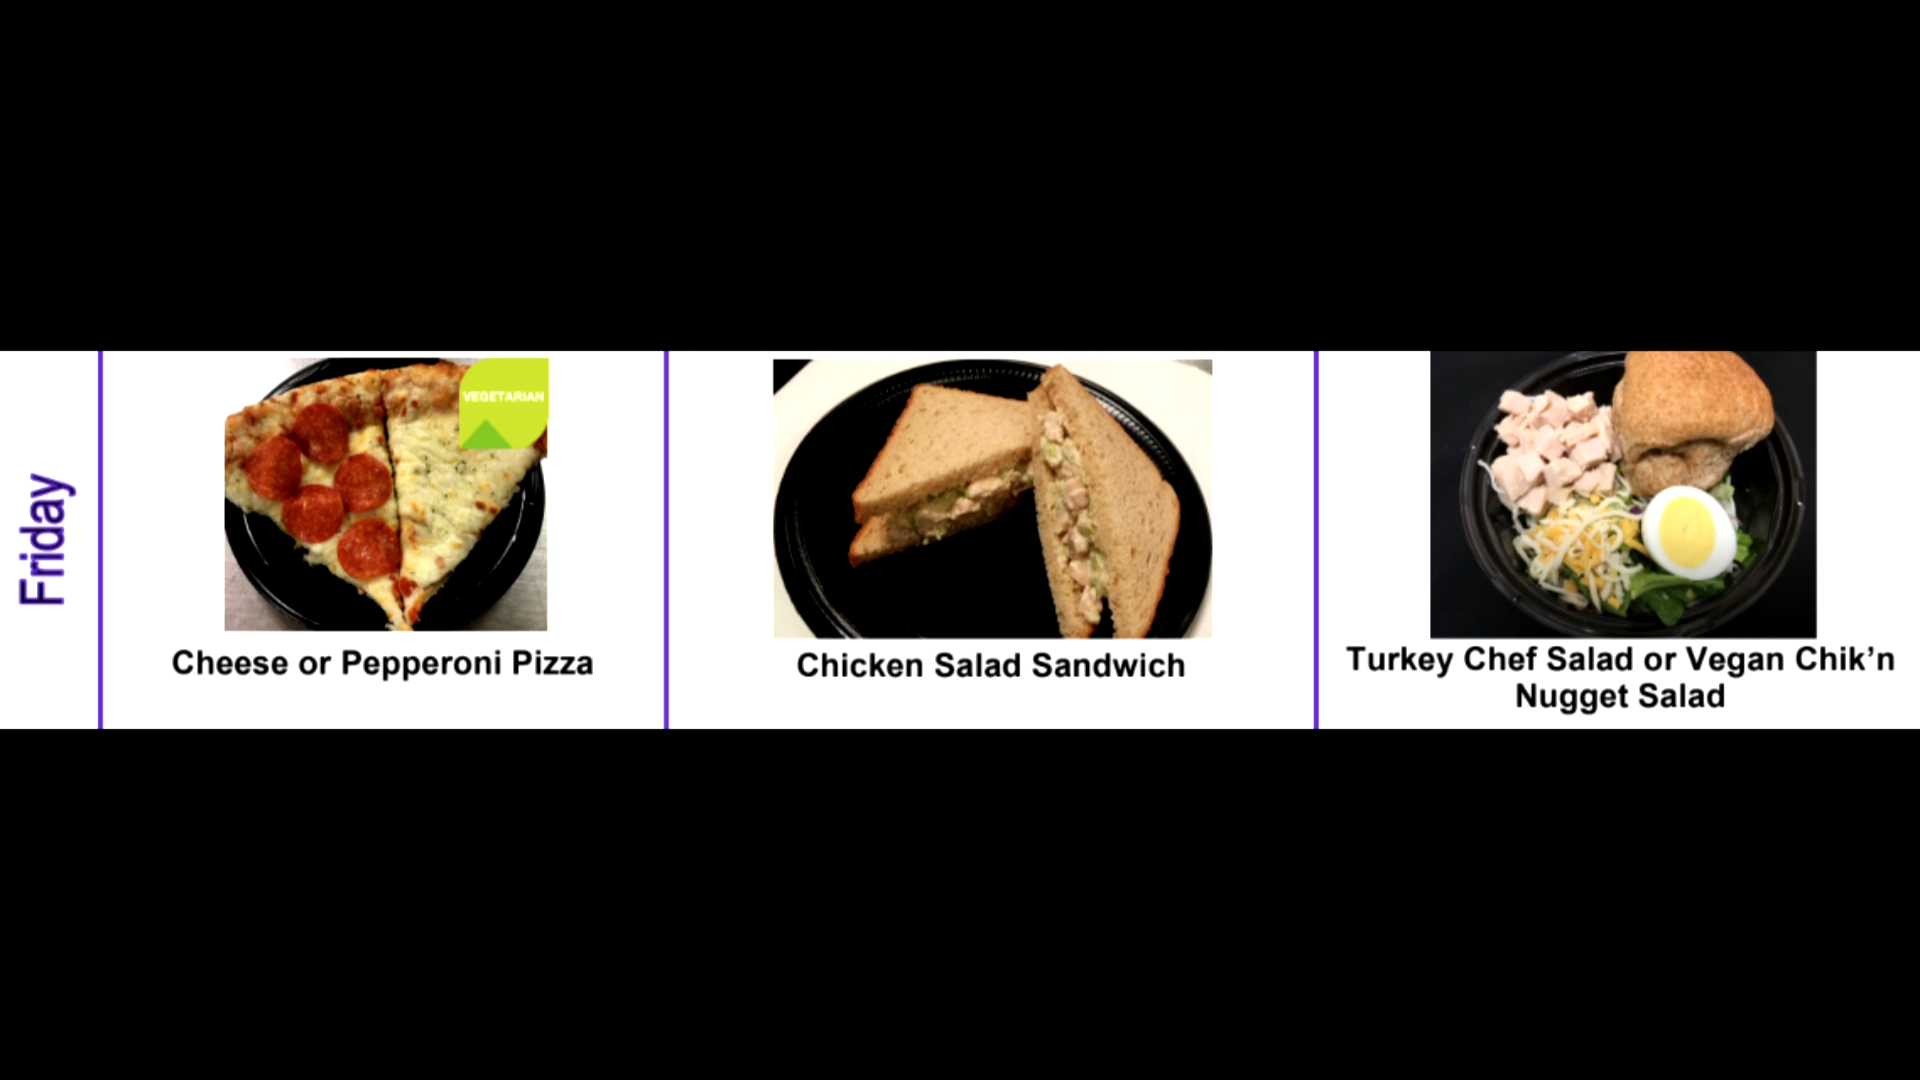 Friday
VEGETARIAN
Cheese or Pepperoni Pizza
Chicken Salad Sandwich
Turkey Chef Salad or Vegan Chik’n
Nugget Salad